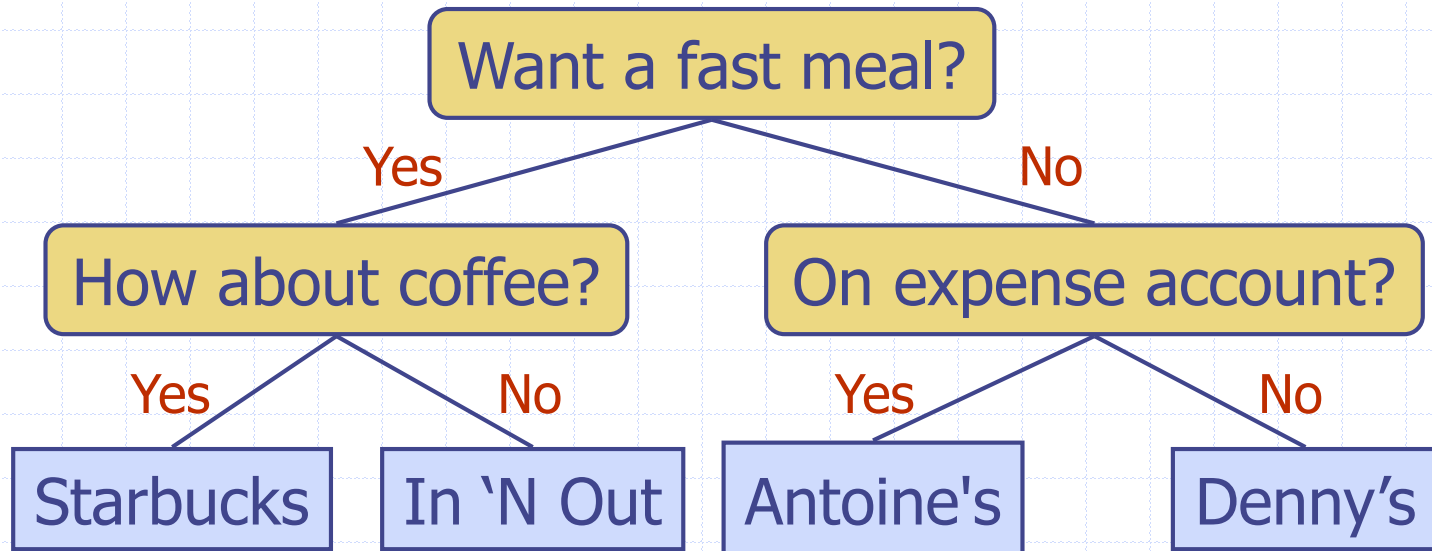 Want a fast meal?
Yes
No
How about coffee?
On expense account?
Yes
No
Yes
No
Starbucks
In ‘N Out
Antoine's
Denny’s